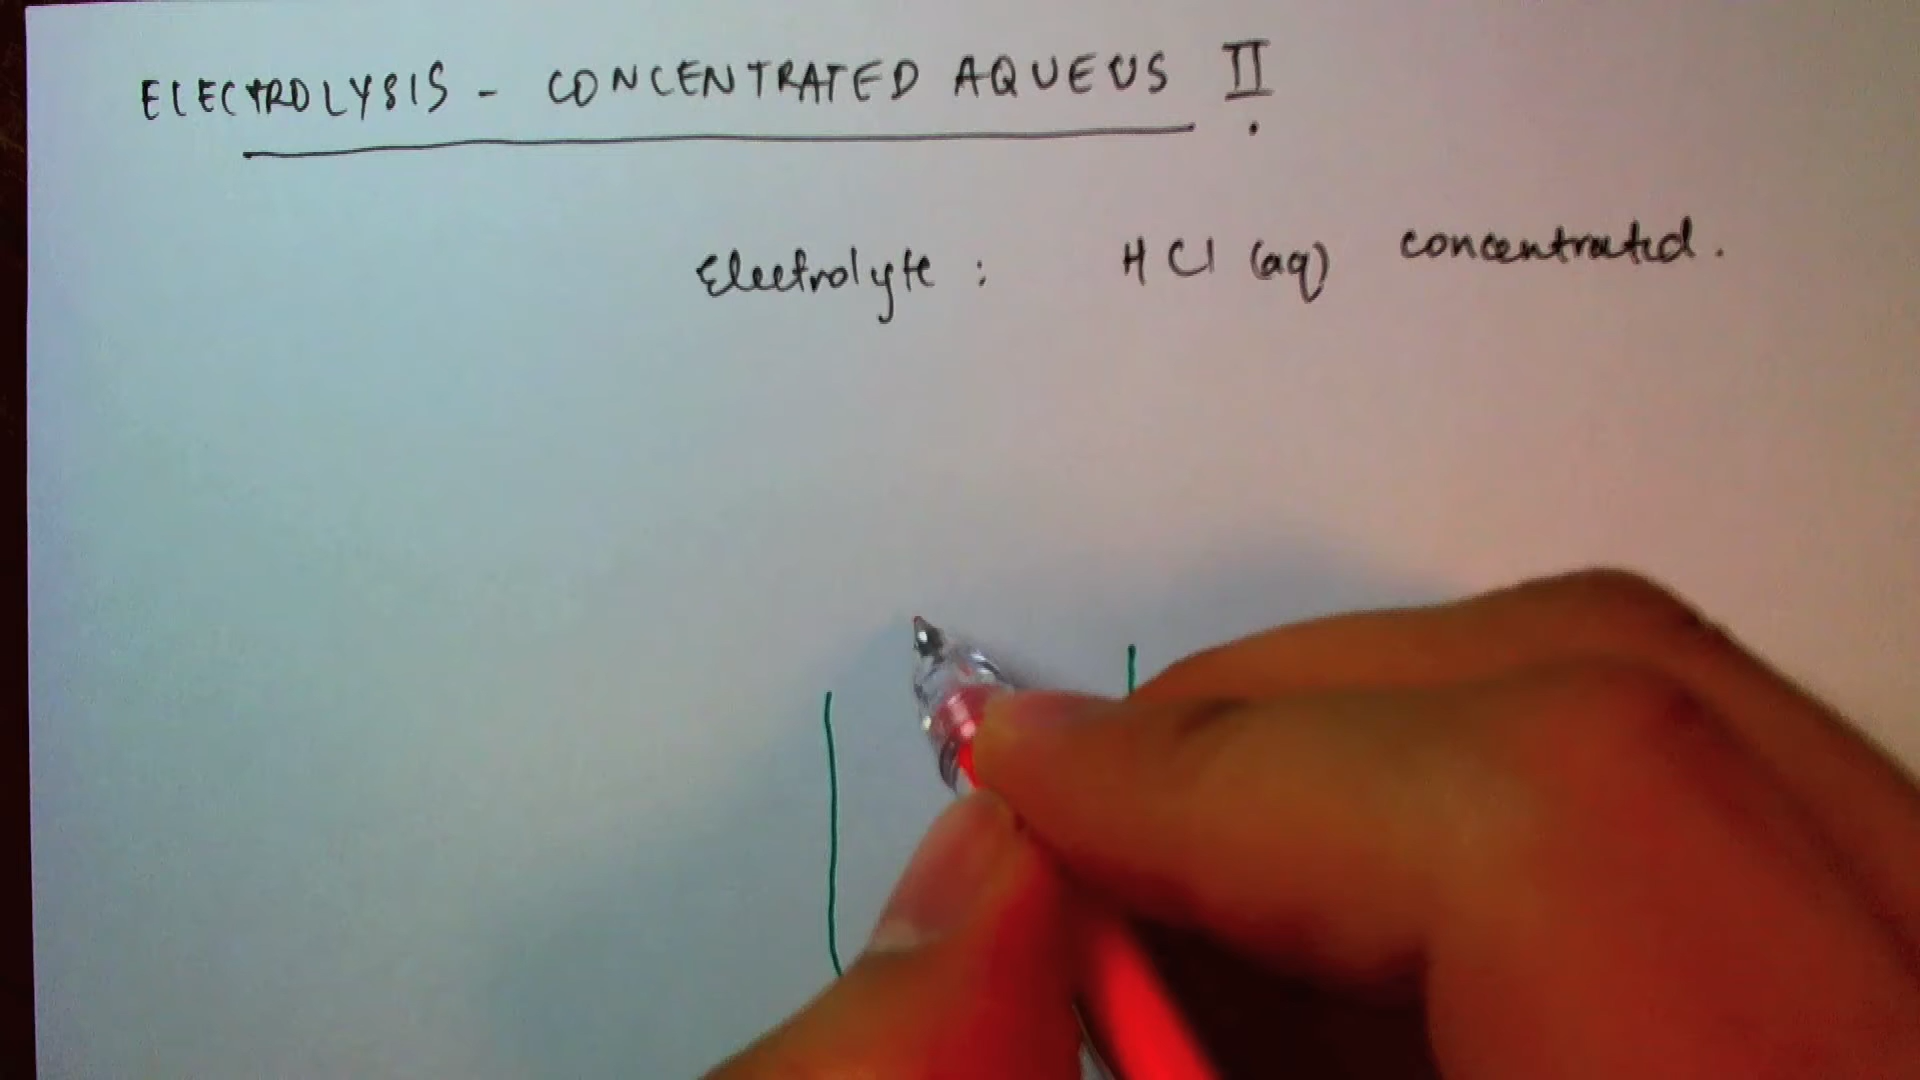 ELECTROLYSIS - CONCENTRATED AQUEUS II.
Electrolyte : HCl (aq) concentrated.